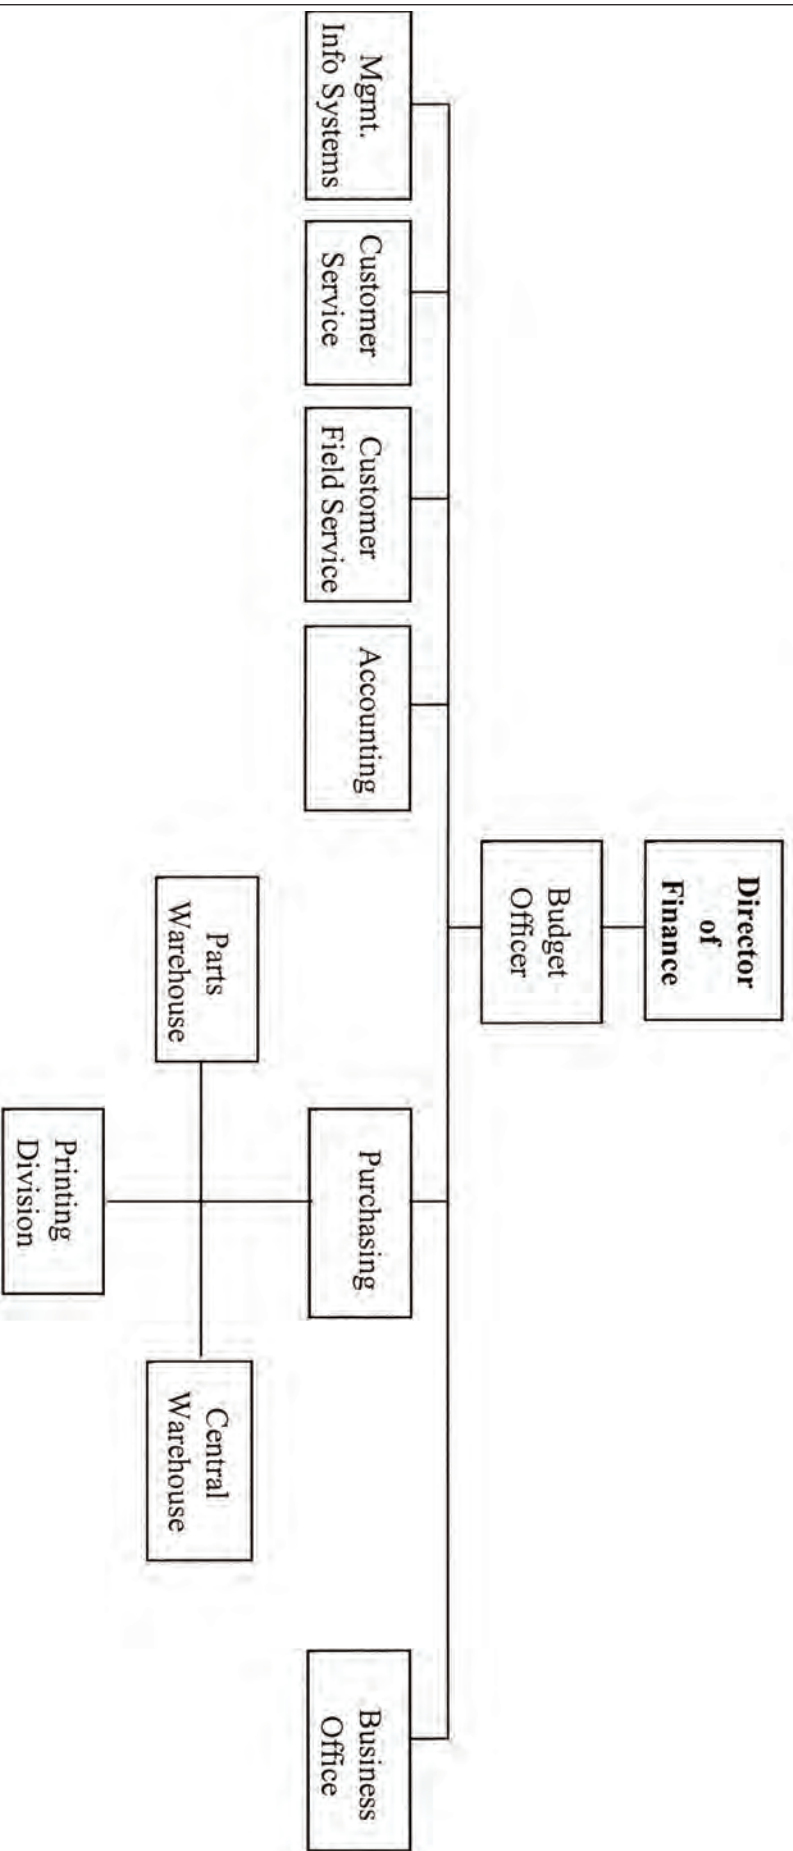 Director
of
Finance
Budget
Officer
Mgmt.
Info Systems
Customer
Service
Customer
Field Service
Accounting
Purchasing
Business
Office
Parts
Warehouse
Central
Warehouse
Printing
Division